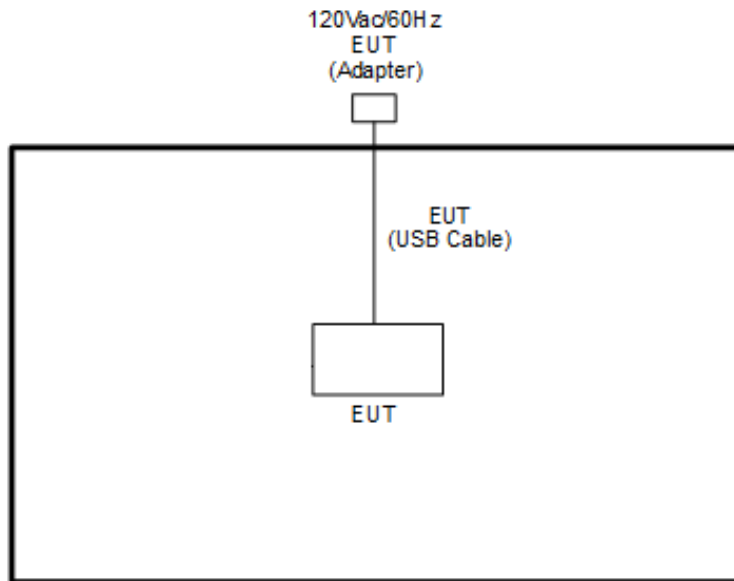 120Vac/60Hz
EUT
(Adapter)
EUT
(USB Cable)
EUT